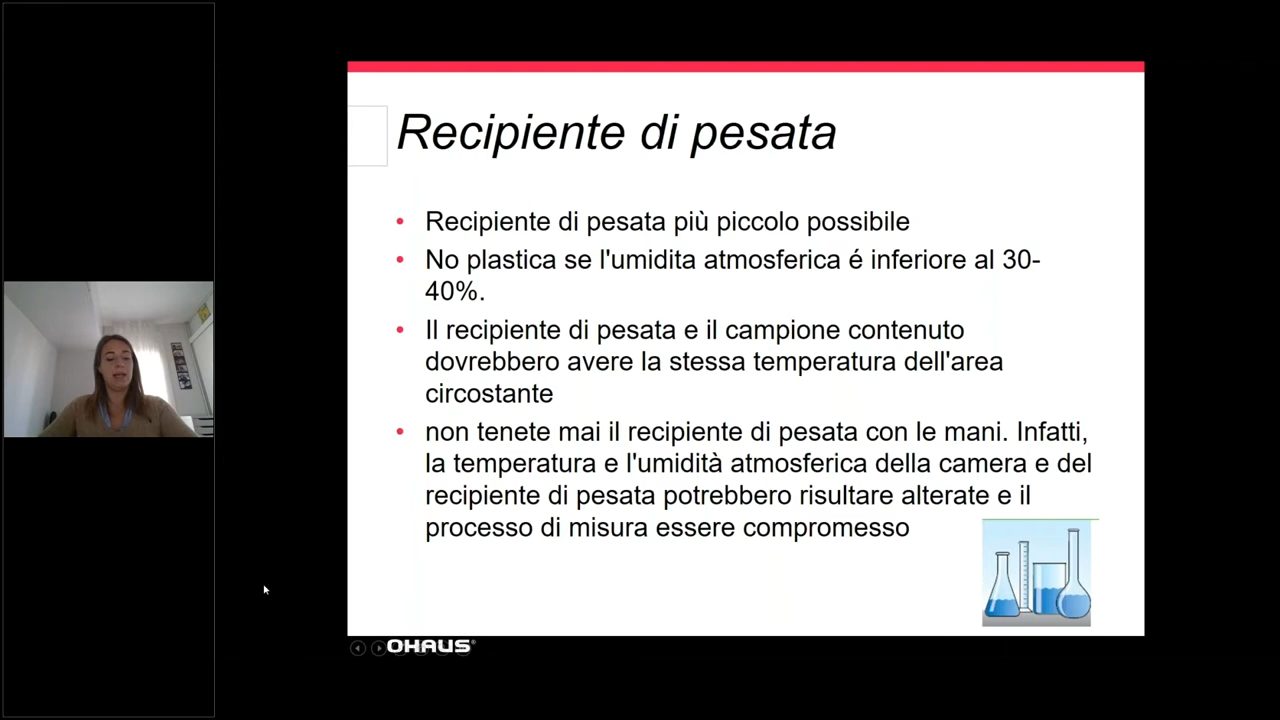 Recipiente di pesata
• Recipiente di pesata più piccolo possibile
• No plastica se l'umidita atmosferica é inferiore al 30-
40%.
• Il recipiente di pesata e il campione contenuto
dovrebbero avere la stessa temperatura dell'area
circostante
• non tenete mai il recipiente di pesata con le mani. Infatti,
la temperatura e l'umidità atmosferica della camera e del
recipiente di pesata potrebbero risultare alterate e il
processo di misura essere compromesso
OHAUS®